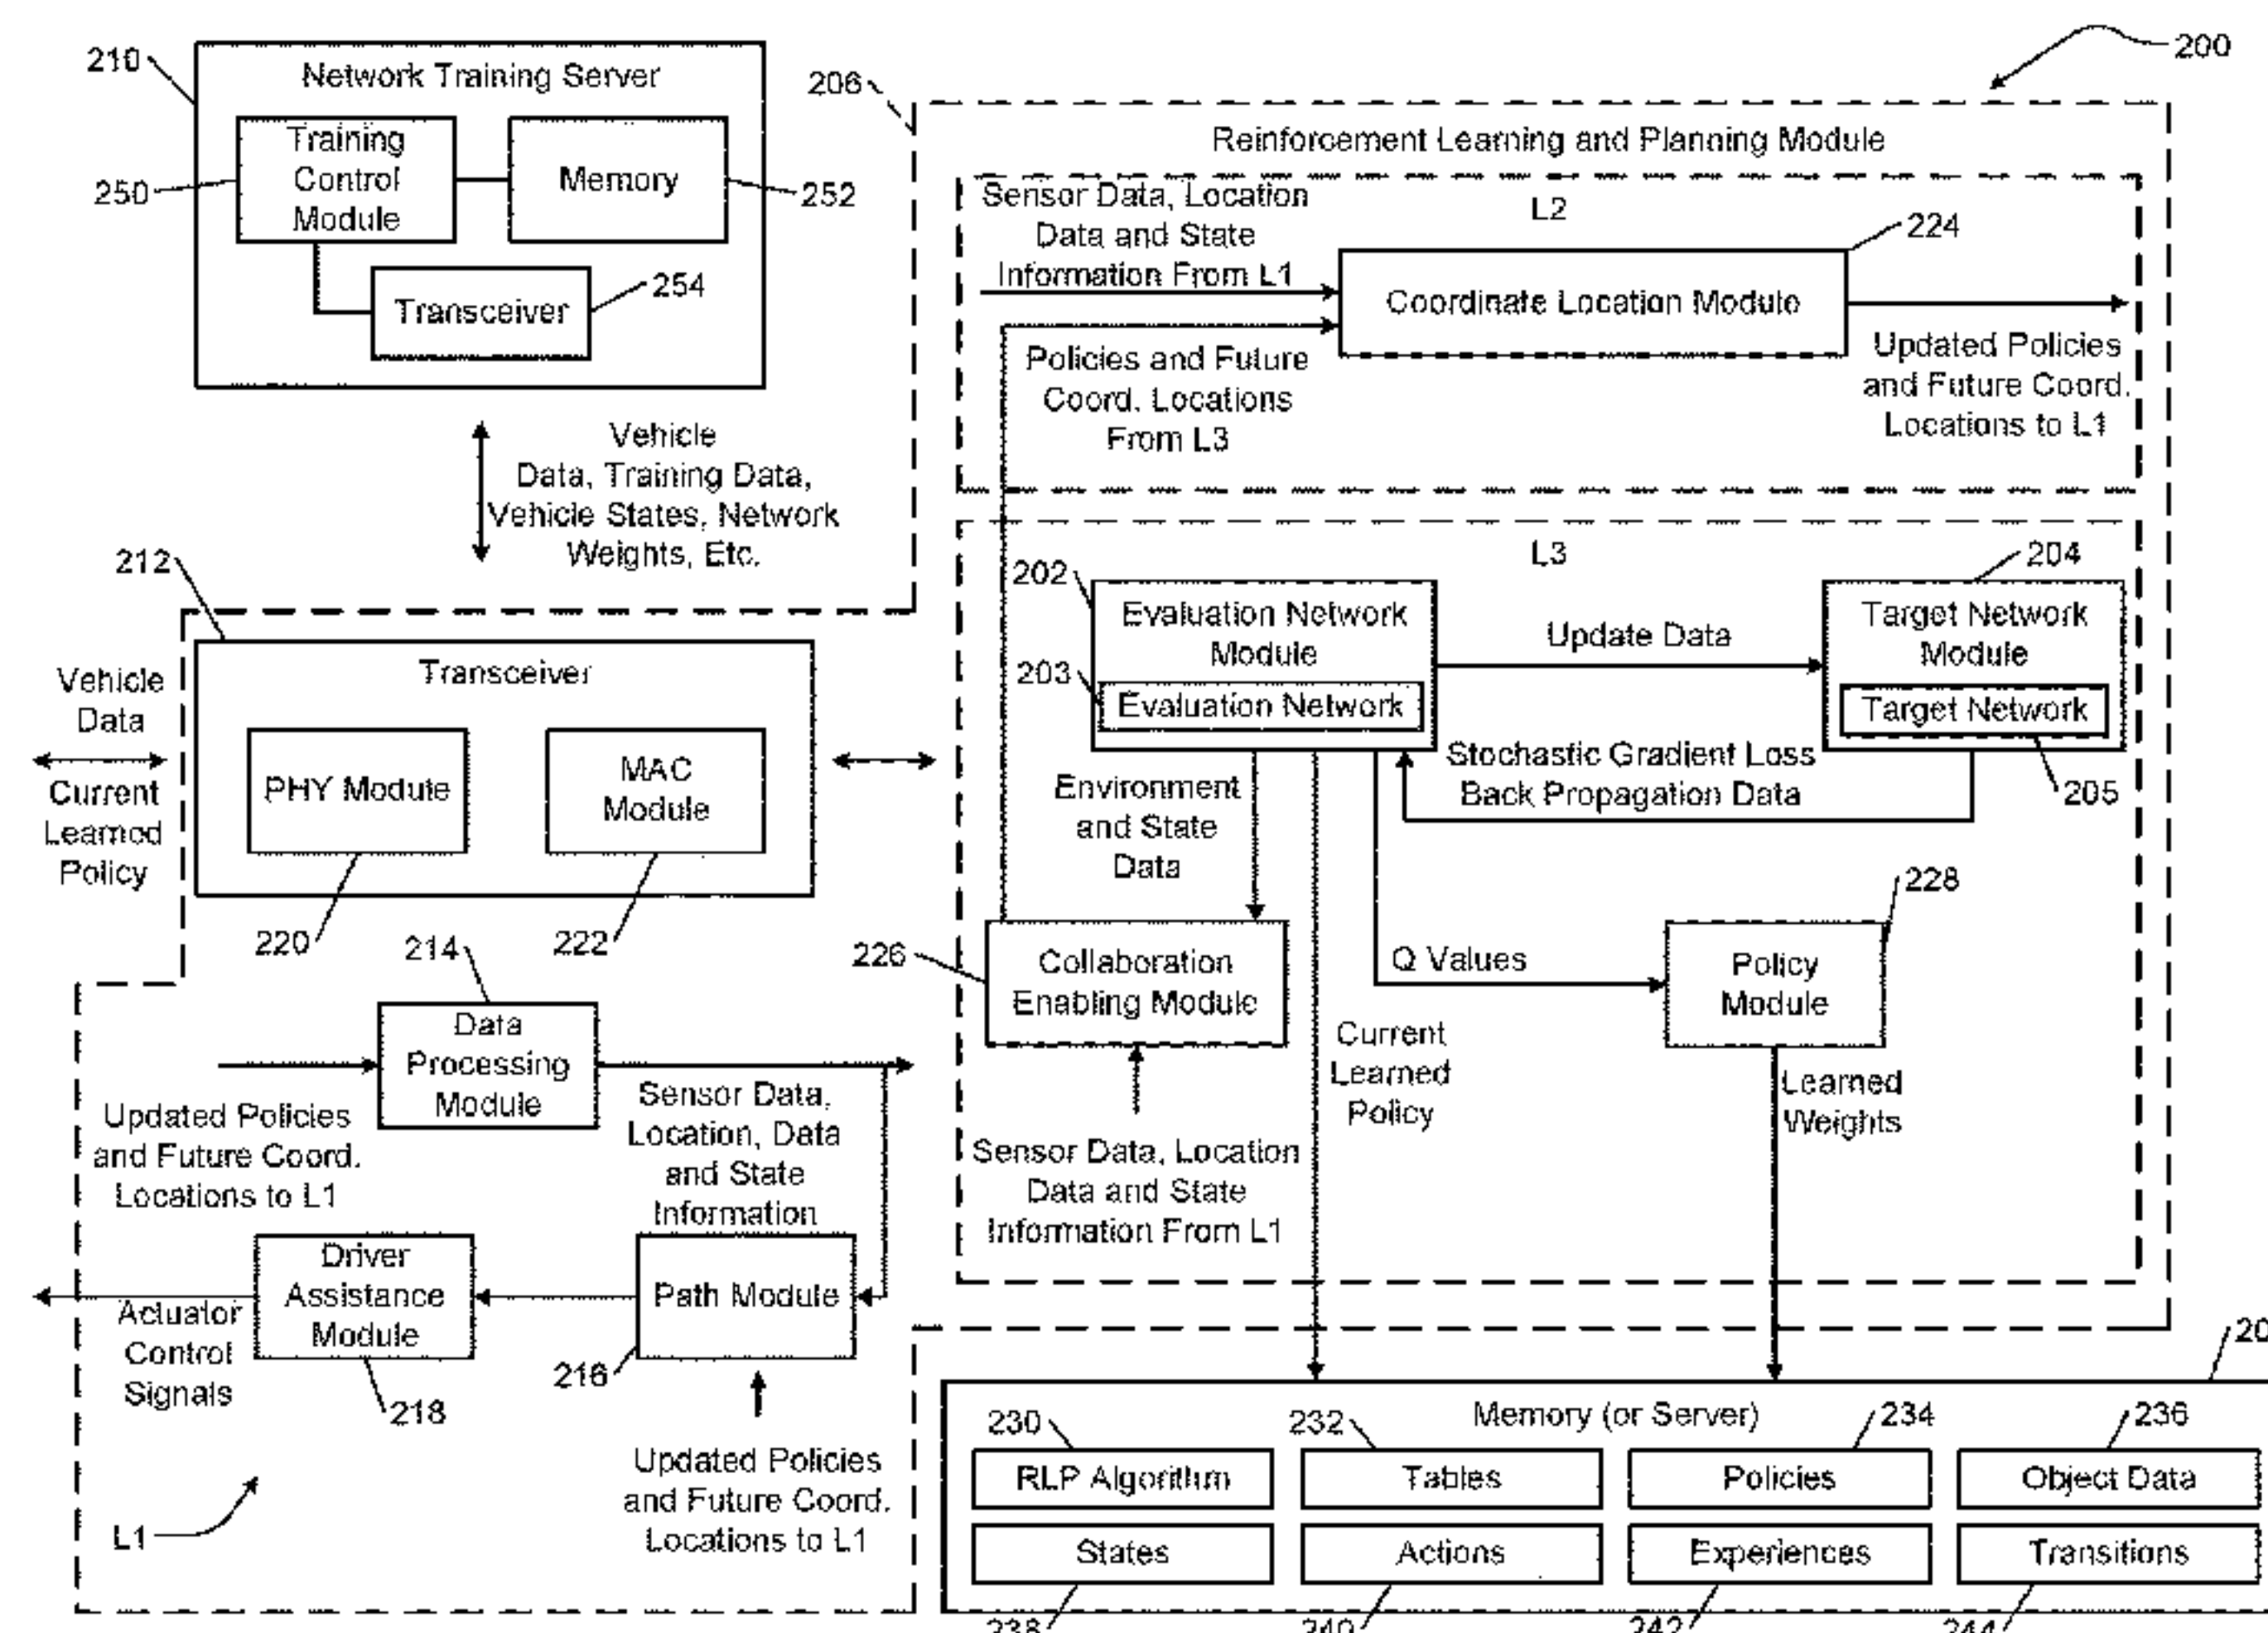 200
210
Network Training Server
Training
Control
Module
250
Memory
252
Transceiver
254
206
Reinforcement Learning and Planning Module
L2
Sensor Data, Location
Data and State
Information From L1
224
Coordinate Location Module
Policies and Future
Coord. Locations
From L3
Updated Policies
and Future Coord.
Locations to L1
Vehicle
Data, Training Data,
Vehicle States, Network
Weights, Etc.
212
Transceiver
PHY Module
MAC
Module
220
222
Vehicle
Data
Current
Learned
Policy
L3
202
Evaluation Network
Module
203
Evaluation Network
Update Data
204
Target Network
Module
Target Network
205
Stochastic Gradient Loss
Back Propagation Data
Environment
and State
Data
226
Collaboration
Enabling Module
Q Values
228
Policy
Module
Current
Learned
Policy
Learned
Weights
Sensor Data, Location
Data and State
Information From L1
214
Data
Processing
Module
Updated Policies
and Future Coord.
Locations to L1
Sensor Data,
Location, Data
and State
Information
Driver
Assistance
Module
218
Path Module
216
Actuator
Control
Signals
Updated Policies
and Future Coord.
Locations to L1
L1
Memory (or Server)
230
RLP Algorithm
232
Tables
234
Policies
236
Object Data
States
Actions
Experiences
Transitions
238
240
242
244